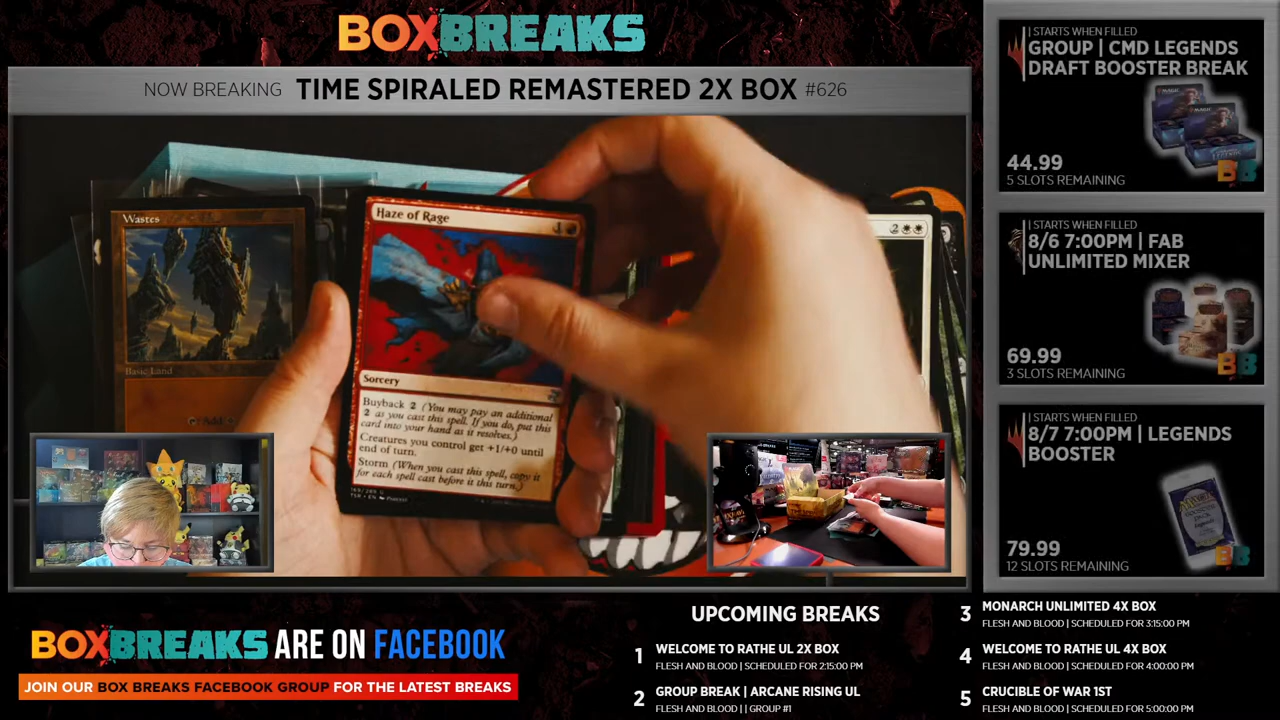 BOXBREAKS
NOW BREAKING TIME SPIRALED REMASTERED 2X BOX #626
Wastes
Basic Land
Haze of Rage 4
Sorcery
Buyback 2 (You may pay an additional
2 as you cast this spell. If you do, put this
card into your hand as it resolves.)
Creatures you control get +1/+0 until
end of turn.
Storm (When you cast this spell, copy it
for each spell cast before it this turn.)
2
| STARTS WHEN FILLED
GROUP | CMD LEGENDS
DRAFT BOOSTER BREAK
44.99
5 SLOTS REMAINING
BB
| STARTS WHEN FILLED
8/6 7:00PM | FAB
UNLIMITED MIXER
69.99
3 SLOTS REMAINING
BB
| STARTS WHEN FILLED
8/7 7:00PM | LEGENDS
BOOSTER
79.99
12 SLOTS REMAINING
BB
BOXBREAKS ARE ON FACEBOOK
JOIN OUR BOX BREAKS FACEBOOK GROUP FOR THE LATEST BREAKS
UPCOMING BREAKS
1 WELCOME TO RATHE UL 2X BOX
FLESH AND BLOOD | SCHEDULED FOR 2:15:00 PM
2 GROUP BREAK | ARCANE RISING UL
FLESH AND BLOOD | | GROUP #1
3 MONARCH UNLIMITED 4X BOX
FLESH AND BLOOD | SCHEDULED FOR 3:15:00 PM
4 WELCOME TO RATHE UL 4X BOX
FLESH AND BLOOD | SCHEDULED FOR 4:00:00 PM
5 CRUCIBLE OF WAR 1ST
FLESH AND BLOOD | SCHEDULED FOR 5:00:00 PM